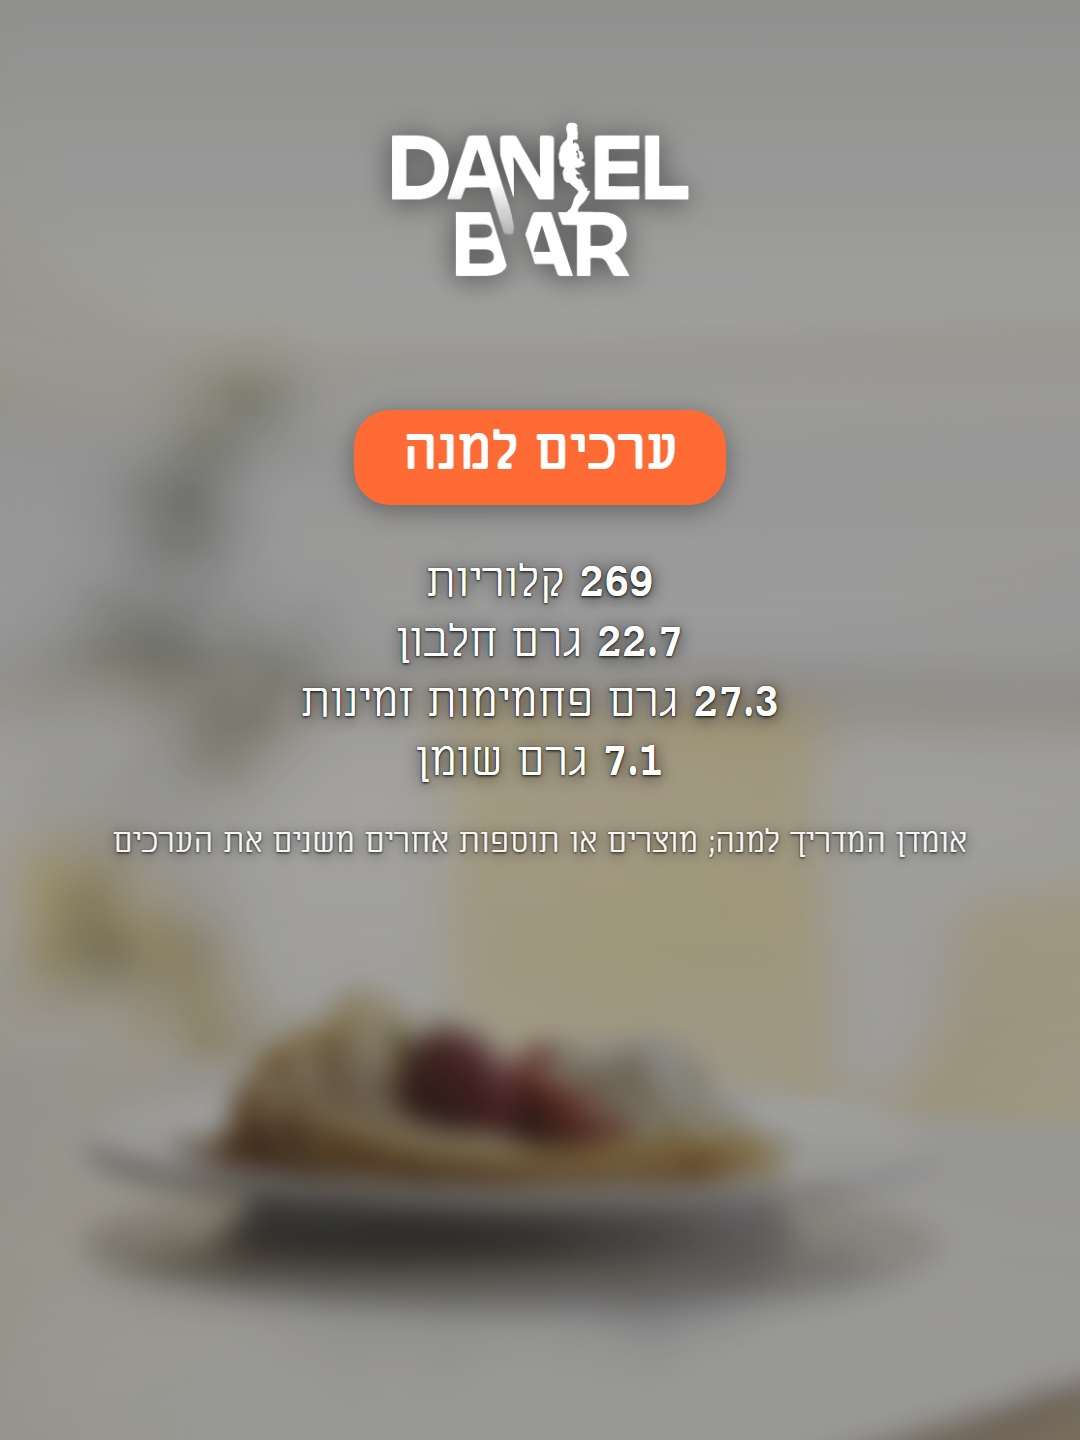 DANIEL
BAR
ערכים למנה
269 קלוריות
22.7 גרם חלבון
27.3 גרם פחמימות זמינות
7.1 גרם שומן
אומדן המדריך למנה; מוצרים או תוספות אחרים משנים את הערכים